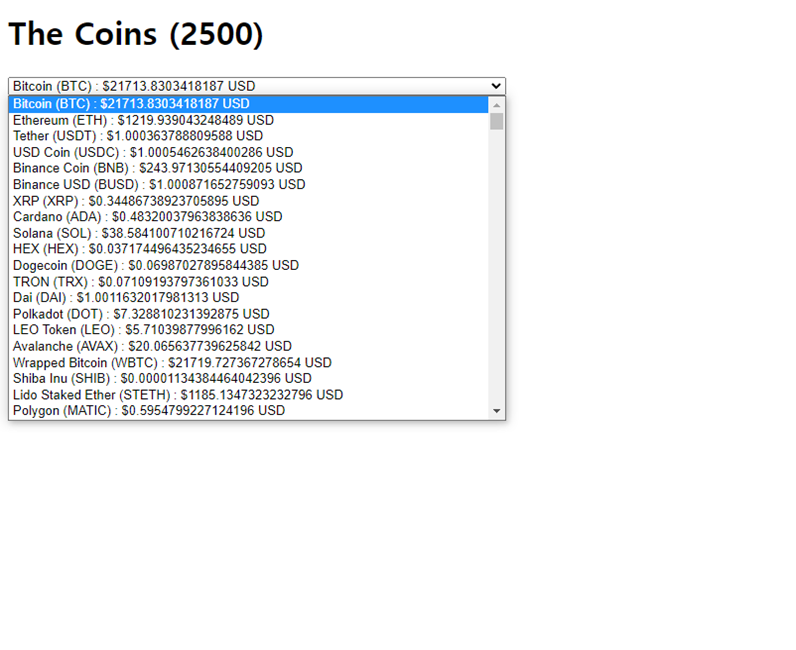 The Coins (2500)
Bitcoin (BTC) : $21713.8303418187 USD
Bitcoin (BTC) : $21713.8303418187 USD
Ethereum (ETH) : $1219.939043248489 USD
Tether (USDT) : $1.000363788809588 USD
USD Coin (USDC) : $1.0005462638400286 USD
Binance Coin (BNB) : $243.97130554409205 USD
Binance USD (BUSD) : $1.000871652759093 USD
XRP (XRP) : $0.34486738923705895 USD
Cardano (ADA) : $0.48320037963838636 USD
Solana (SOL) : $38.584100710216724 USD
HEX (HEX) : $0.037174496435234655 USD
Dogecoin (DOGE) : $0.06987027895844385 USD
TRON (TRX) : $0.07109193797361033 USD
Dai (DAI) : $1.0011632017981313 USD
Polkadot (DOT) : $7.328810231392875 USD
LEO Token (LEO) : $5.71039877996162 USD
Avalanche (AVAX) : $20.065637739625842 USD
Wrapped Bitcoin (WBTC) : $21719.727367278654 USD
Shiba Inu (SHIB) : $0.00001134384464042396 USD
Lido Staked Ether (STETH) : $1185.1347323232796 USD
Polygon (MATIC) : $0.5954799227124196 USD